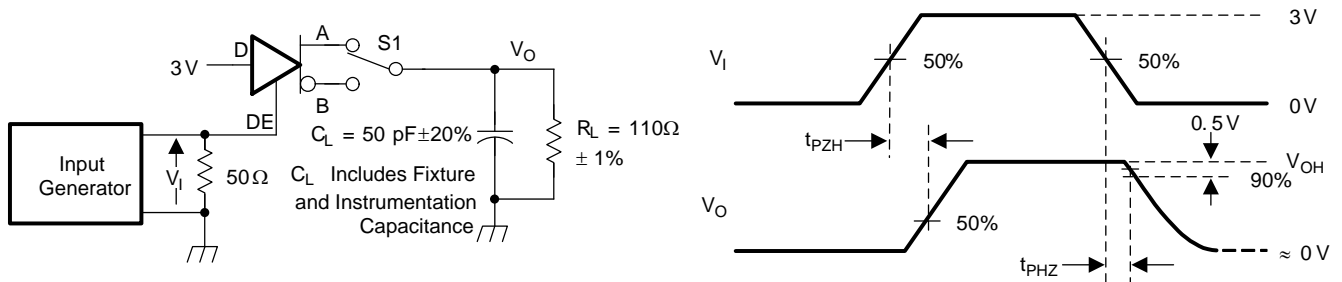 A
S1
D
3 V
B
DE
V_O
Input
Generator
V_I
50 Ω
C_L = 50 pF±20%
C_L Includes Fixture
and Instrumentation
Capacitance
R_L = 110Ω
± 1%
V_I
50%
50%
3 V
0 V
t_PZH
0.5 V
V_OH
90%
V_O
50%
t_PHZ
≈ 0 V